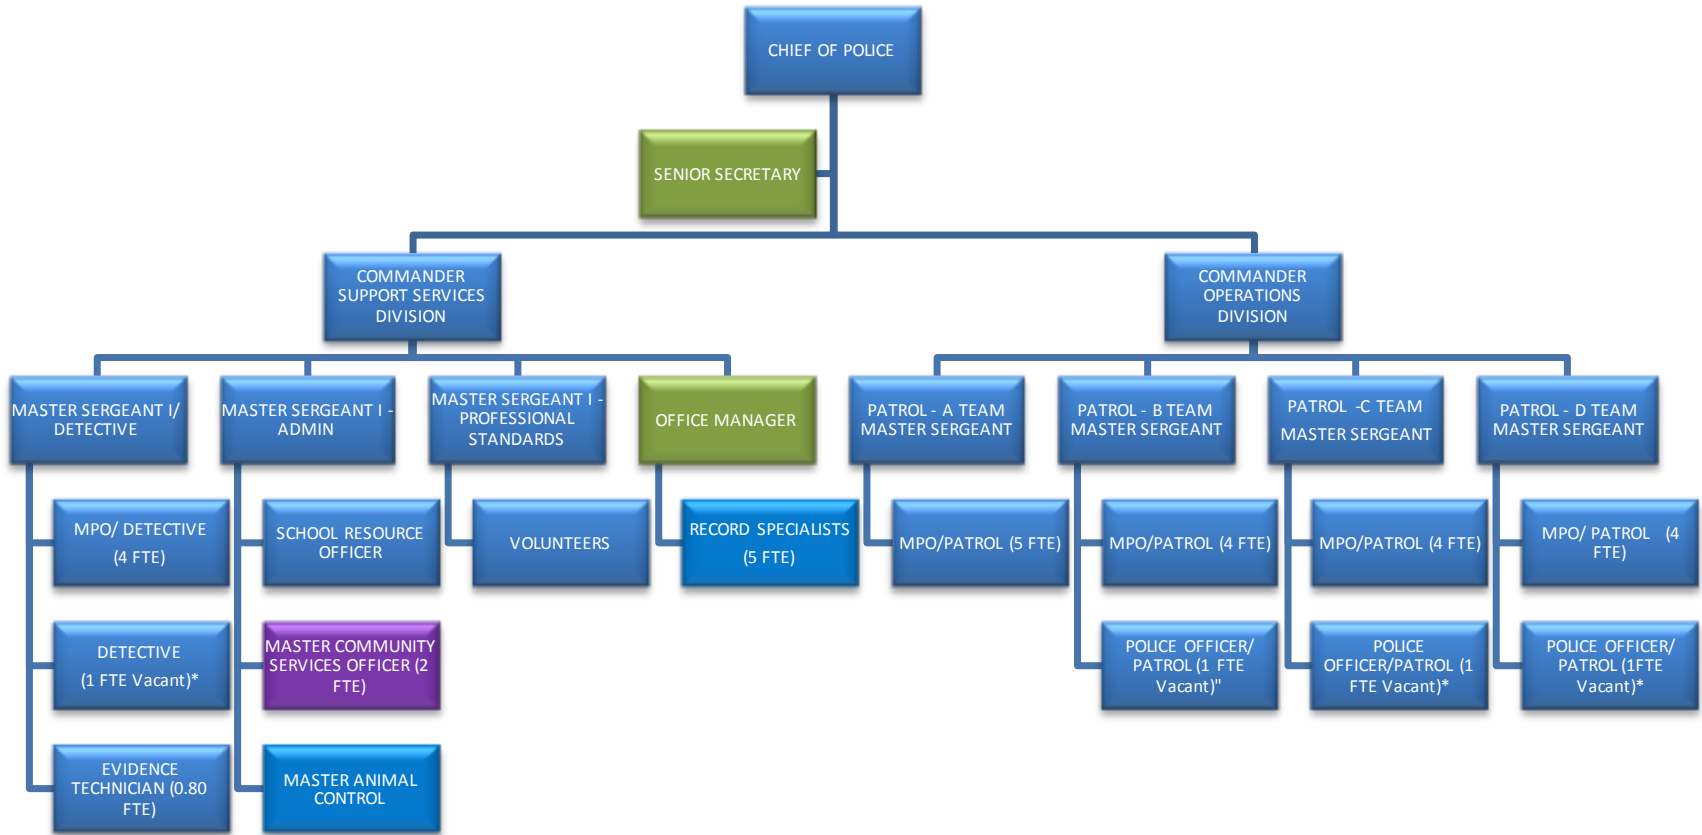 CHIEF OF POLICE
SENIOR SECRETARY
COMMANDER
SUPPORT SERVICES
DIVISION
COMMANDER
OPERATIONS
DIVISION
MASTER SERGEANT I/
DETECTIVE
MASTER SERGEANT I -
ADMIN
MASTER SERGEANT I -
PROFESSIONAL
STANDARDS
OFFICE MANAGER
PATROL - A TEAM
MASTER SERGEANT
PATROL - B TEAM
MASTER SERGEANT
PATROL -C TEAM
MASTER SERGEANT
PATROL - D TEAM
MASTER SERGEANT
MPO/ DETECTIVE
(4 FTE)
SCHOOL RESOURCE
OFFICER
VOLUNTEERS
RECORD SPECIALISTS
(5 FTE)
MPO/PATROL (5 FTE)
MPO/PATROL (4 FTE)
MPO/PATROL (4 FTE)
MPO/ PATROL (4
FTE)
DETECTIVE
(1 FTE Vacant)*
MASTER COMMUNITY
SERVICES OFFICER (2
FTE)
POLICE OFFICER/
PATROL (1 FTE
Vacant)"
POLICE
OFFICER/PATROL (1
FTE Vacant)*
POLICE OFFICER/
PATROL (1FTE
Vacant)*
EVIDENCE
TECHNICIAN (0.80
FTE)
MASTER ANIMAL
CONTROL